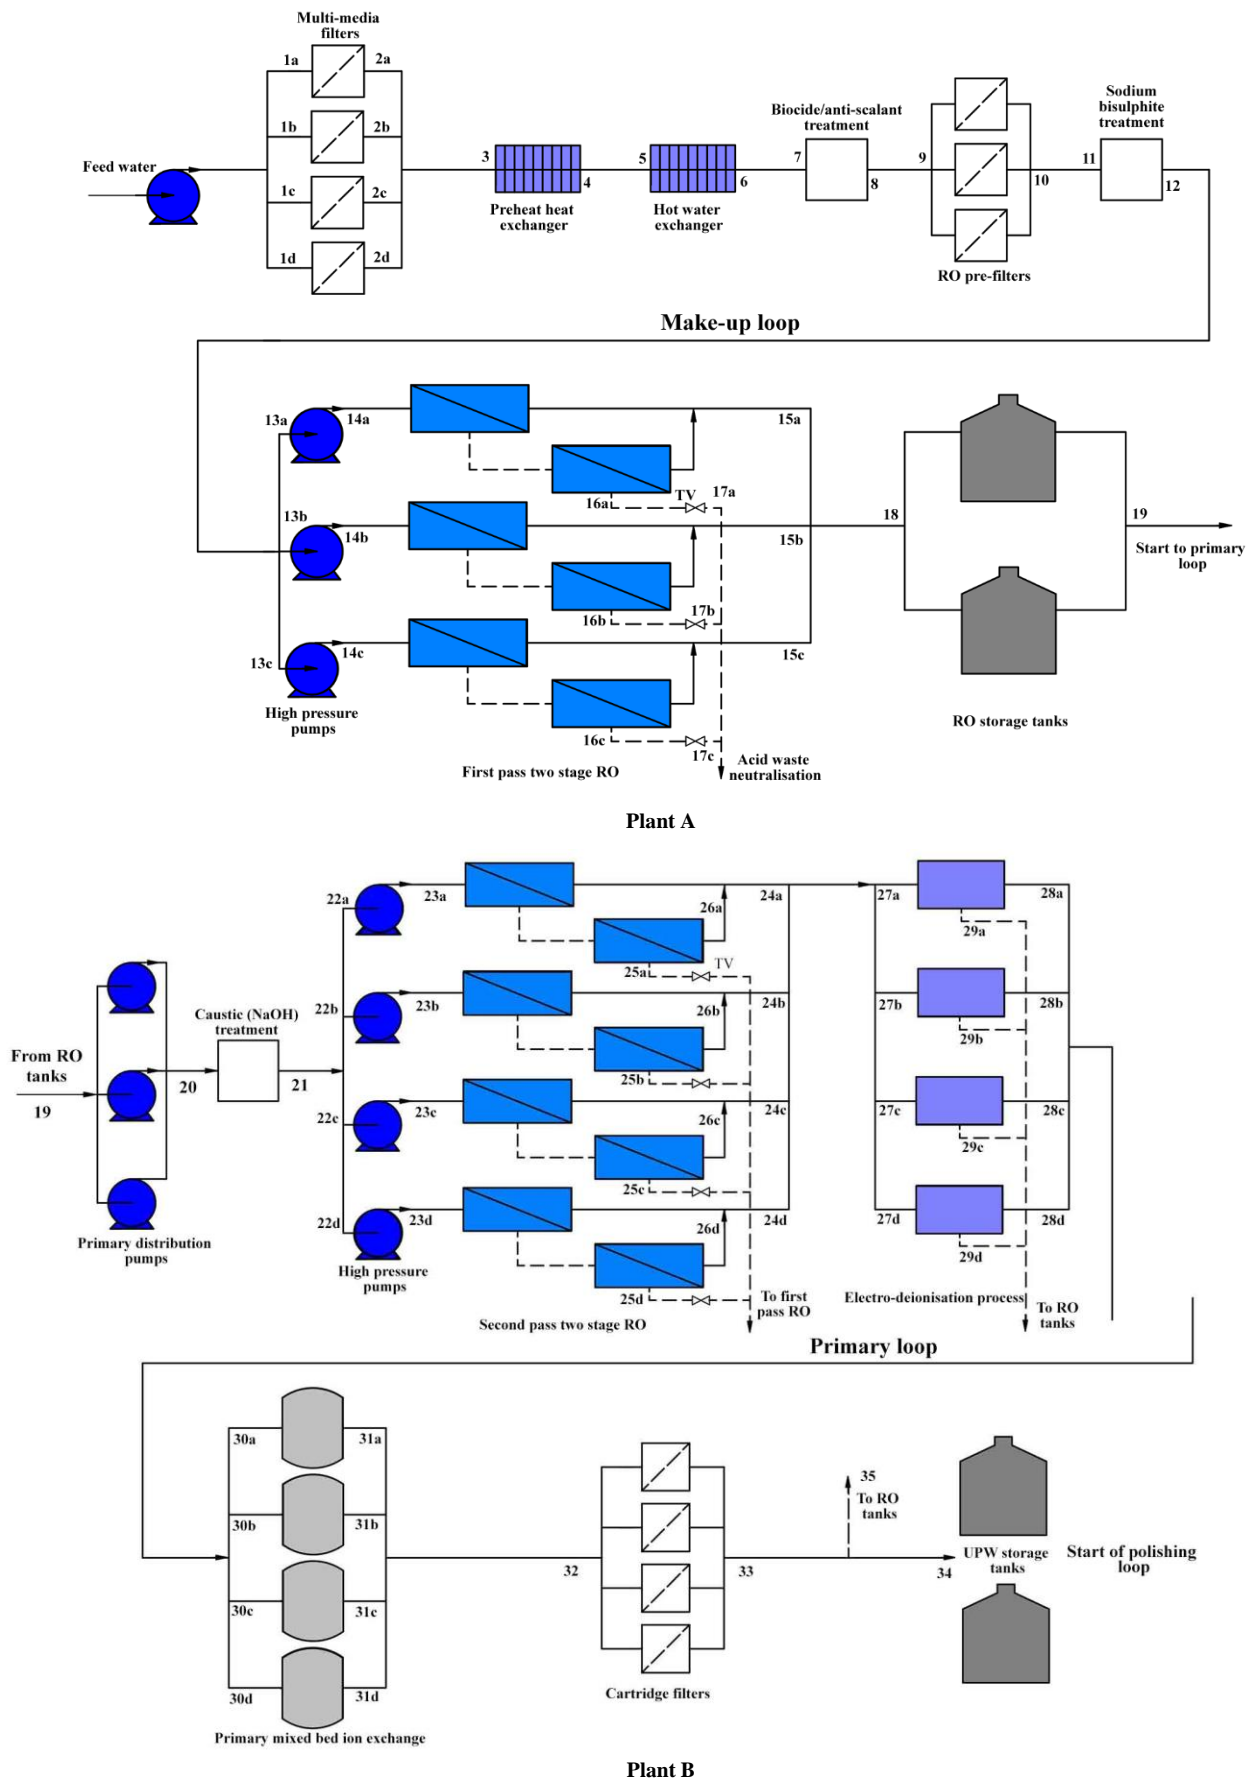 Multi-media
filters
1a
2a
1b
2b
1c
2c
1d
2d
Feed water
3
4
Preheat heat
exchanger
5
6
Hot water
exchanger
Biocide/anti-scalant
treatment
7
8
9
10
RO pre-filters
Sodium
bisulphite
treatment
11
12
Make-up loop
13a
14a
15a
16a
TV
17a
13b
14b
15b
16b
17b
13c
14c
15c
16c
17c
High pressure
pumps
First pass two stage RO
Acid waste
neutralisation
18
19
Start to primary
loop
RO storage tanks
Plant A
From RO
tanks
19
Primary distribution
pumps
20
Caustic (NaOH)
treatment
21
22a
23a
24a
25a
26a
TV
22b
23b
24b
25b
26b
22c
23c
24c
25c
26c
22d
23d
24d
25d
26d
High pressure
pumps
Second pass two stage RO
To first
pass RO
27a
28a
29a
27b
28b
29b
27c
28c
29c
27d
28d
29d
Electro-deionisation process
To RO
tanks
Primary loop
30a
31a
30b
31b
30c
31c
30d
31d
Primary mixed bed ion exchange
32
33
Cartridge filters
35
To RO
tanks
34
UPW storage
tanks
Start of polishing
loop
Plant B